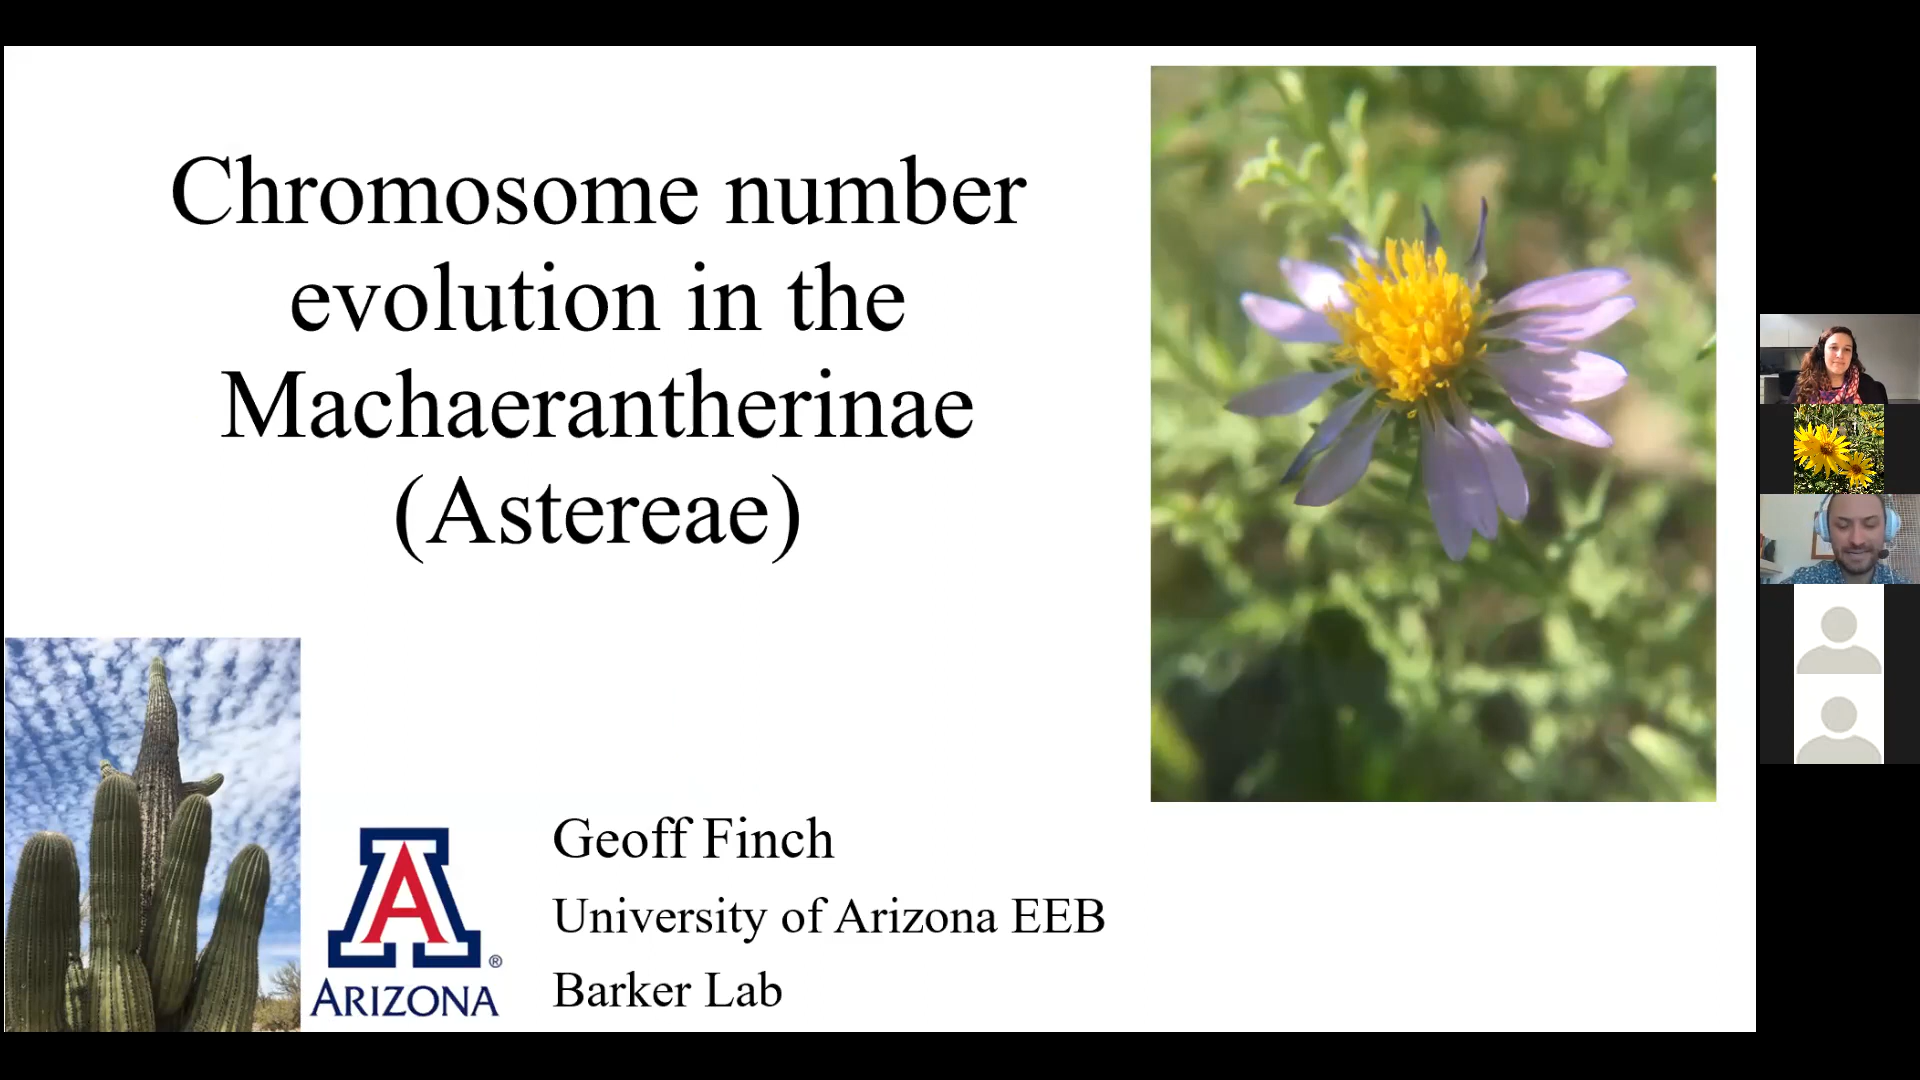 Chromosome number
evolution in the
Machaerantherinae
(Astereae)
Geoff Finch
University of Arizona EEB
Barker Lab
A
®
ARIZONA